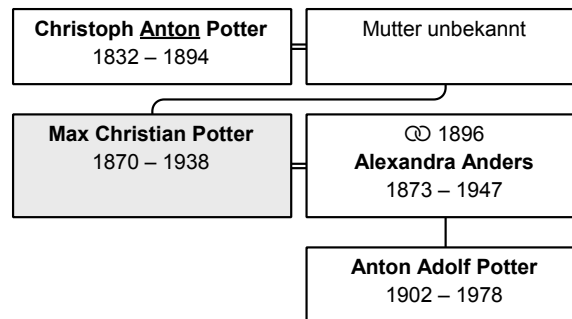 Christoph Anton Potter
1832 – 1894
Mutter unbekannt
Max Christian Potter
1870 – 1938
⚭ 1896
Alexandra Anders
1873 – 1947
Anton Adolf Potter
1902 – 1978